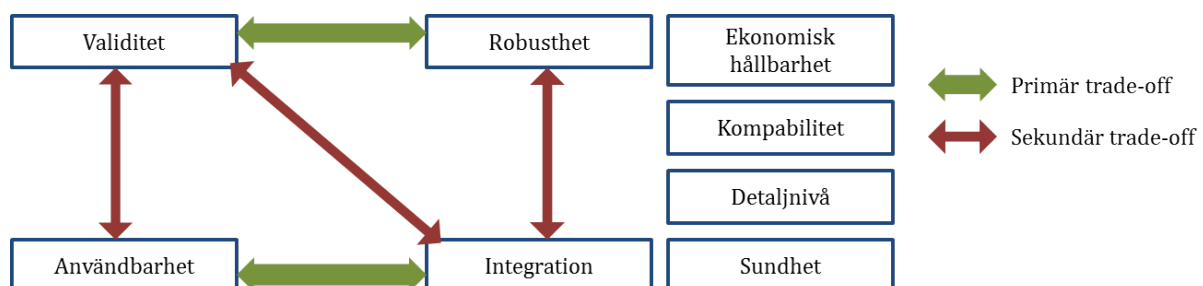 Validitet
Robusthet
Ekonomisk
hållbarhet
Primär trade-off
Kompabilitet
Sekundär trade-off
Detaljnivå
Användbarhet
Integration
Sundhet